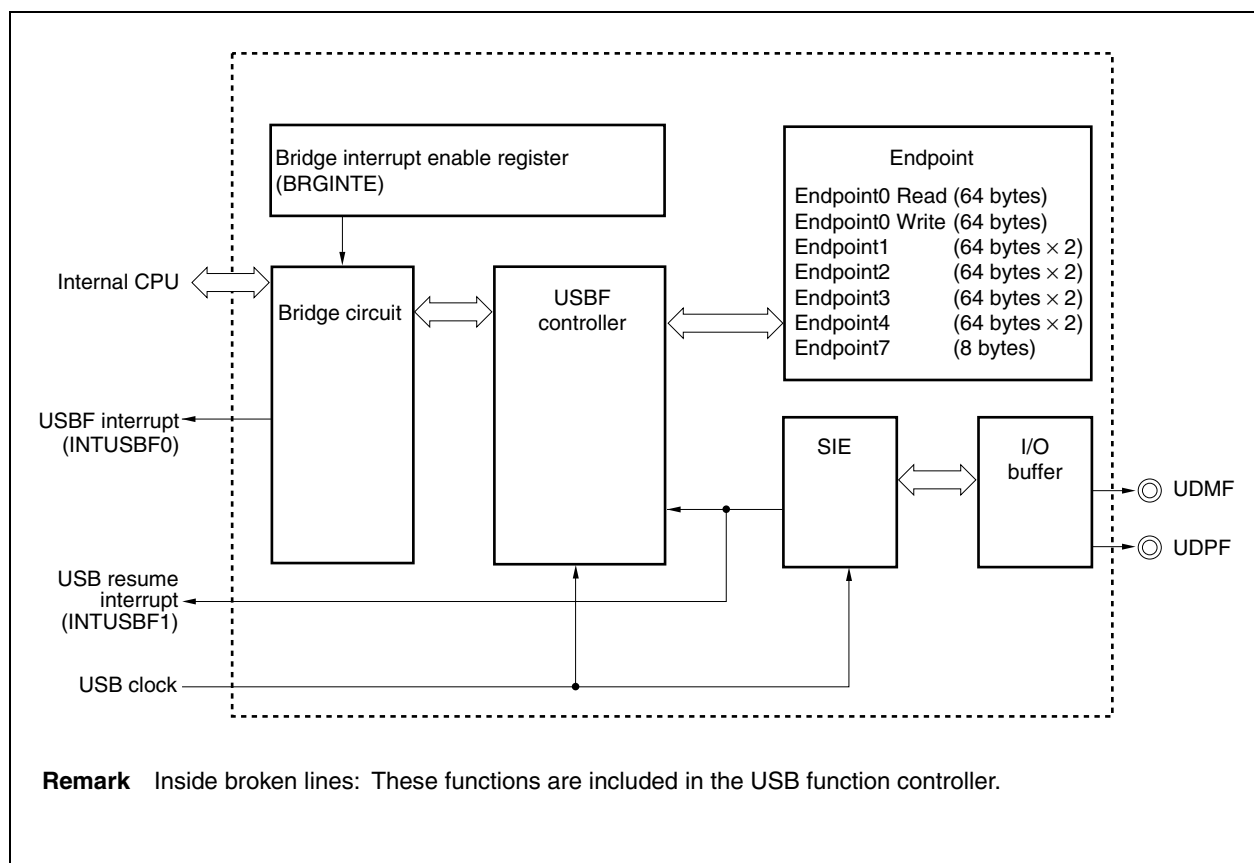 Bridge interrupt enable register
(BRGINTE)
Endpoint
Endpoint0 Read (64 bytes)
Endpoint0 Write (64 bytes)
Endpoint1 (64 bytes × 2)
Endpoint2 (64 bytes × 2)
Endpoint3 (64 bytes × 2)
Endpoint4 (64 bytes × 2)
Endpoint7 (8 bytes)
Internal CPU
Bridge circuit
USBF
controller
USBF interrupt
(INTUSBF0)
SIE
I/O
buffer
UDMF
UDPF
USB resume
interrupt
(INTUSBF1)
USB clock
Remark Inside broken lines: These functions are included in the USB function controller.